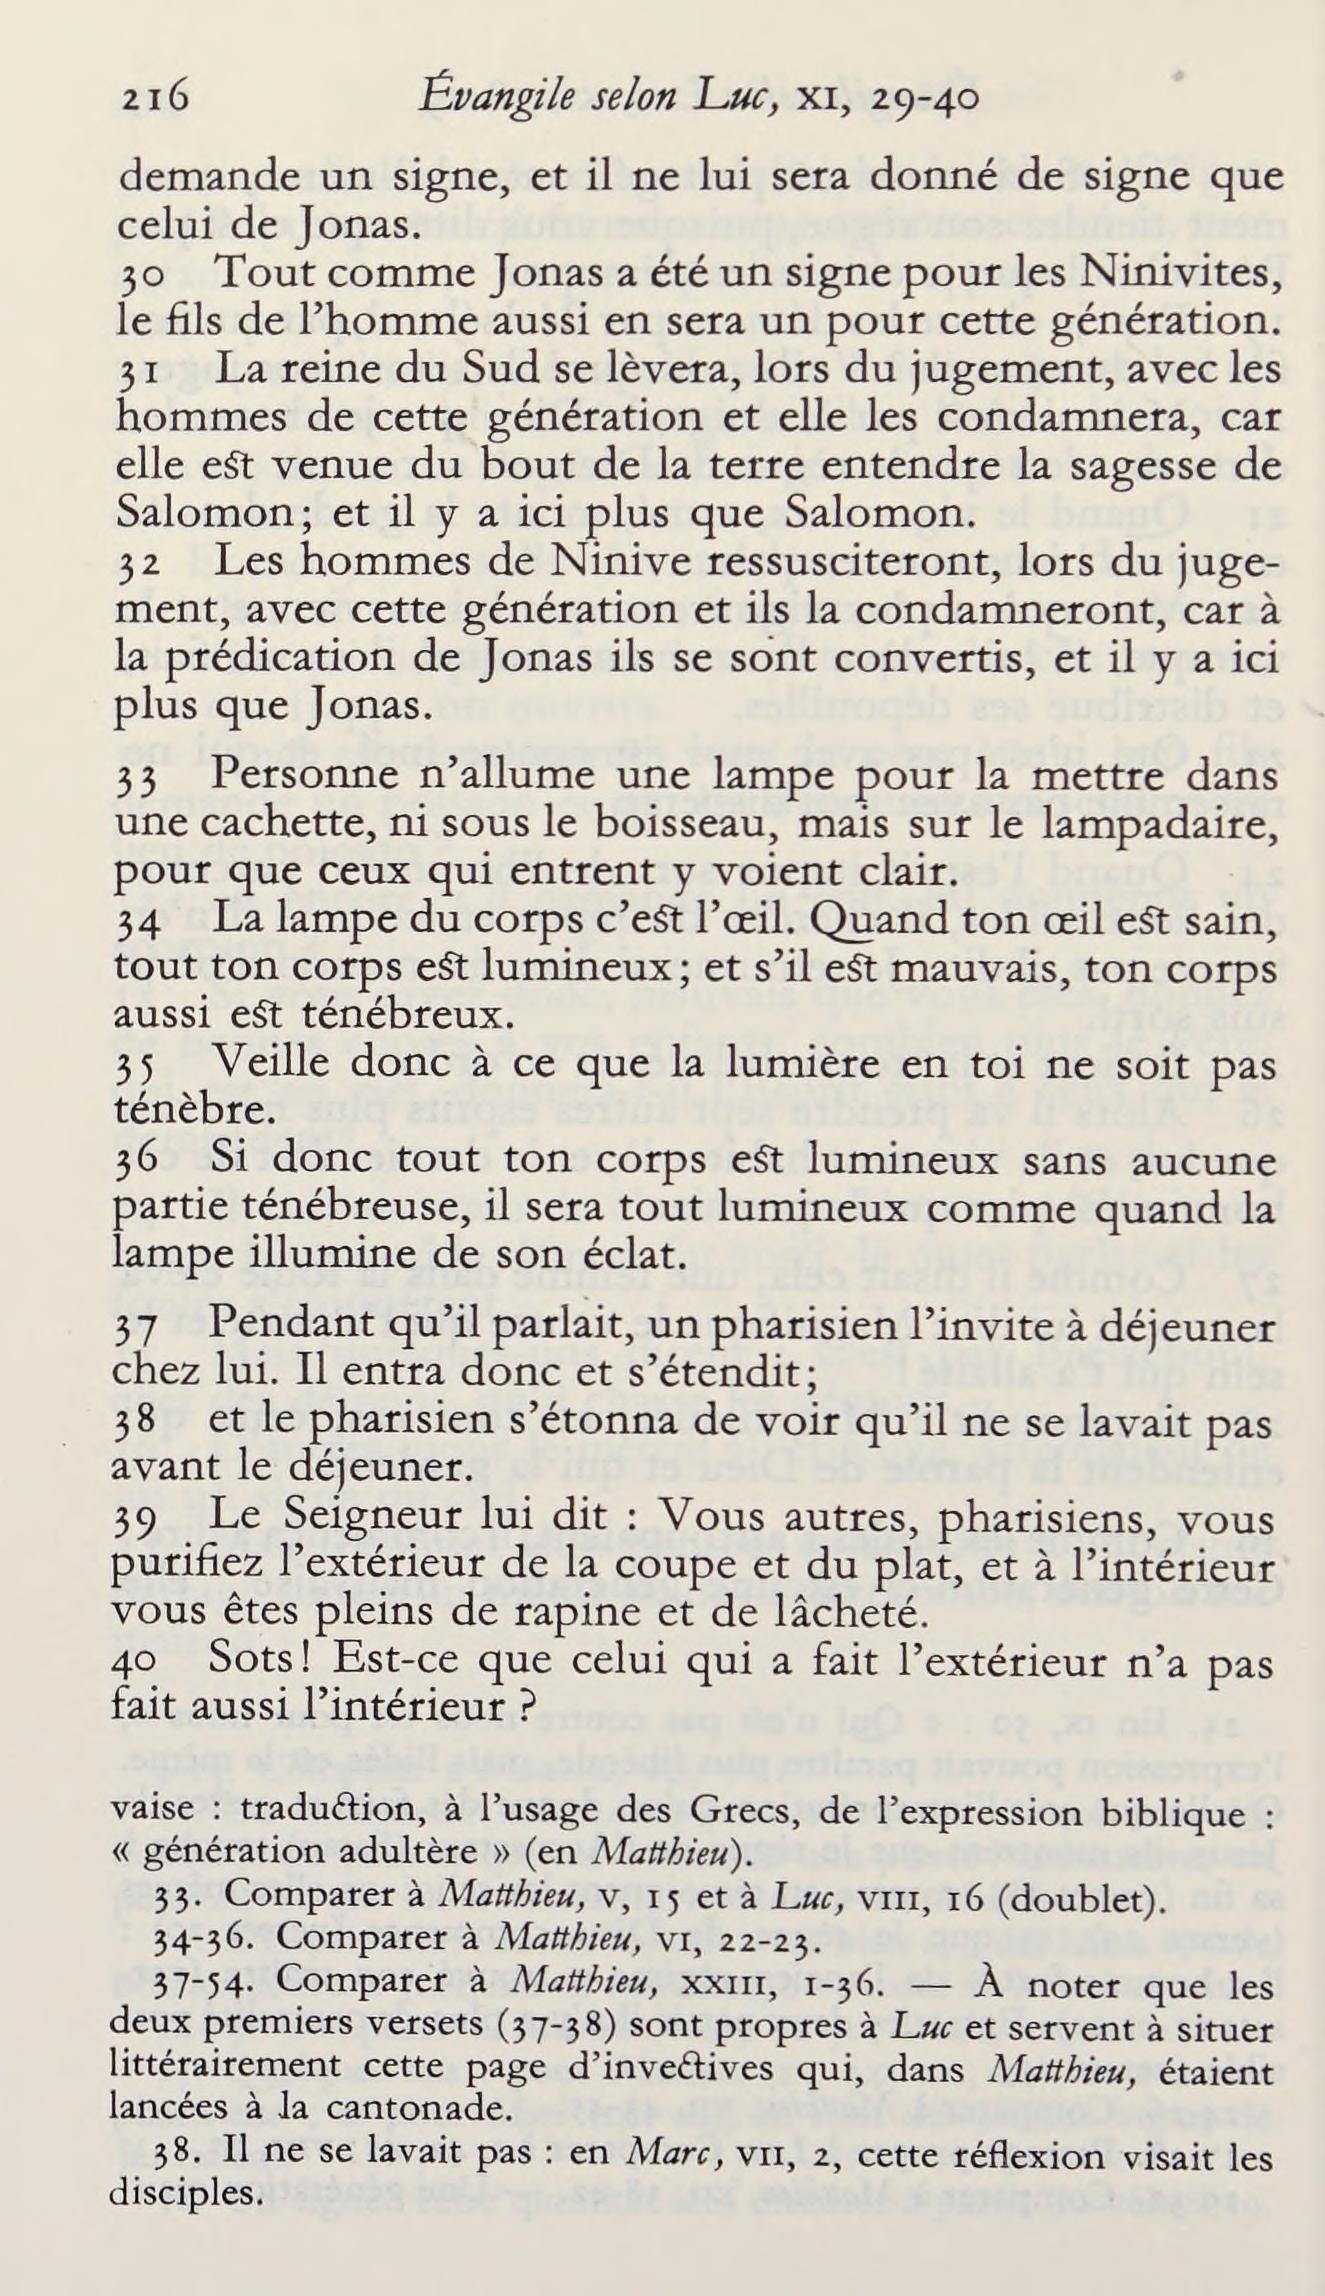 216 Évangile selon Luc, XI, 29-40
demande un signe, et il ne lui sera donné de signe que
celui de Jonas.
30 Tout comme Jonas a été un signe pour les Ninivites,
le fils de l'homme aussi en sera un pour cette génération.
31 La reine du Sud se lèvera, lors du jugement, avec les
hommes de cette génération et elle les condamnera, car
elle est venue du bout de la terre entendre la sagesse de
Salomon; et il y a ici plus que Salomon.
32 Les hommes de Ninive ressusciteront, lors du juge-
ment, avec cette génération et ils la condamneront, car à
la prédication de Jonas ils se sont convertis, et il y a ici
plus que Jonas.
33 Personne n'allume une lampe pour la mettre dans
une cachette, ni sous le boisseau, mais sur le lampadaire,
pour que ceux qui entrent y voient clair.
34 La lampe du corps c'est l'œil. Quand ton œil est sain,
tout ton corps est lumineux; et s'il est mauvais, ton corps
aussi est ténébreux.
35 Veille donc à ce que la lumière en toi ne soit pas
ténèbre.
36 Si donc tout ton corps est lumineux sans aucune
partie ténébreuse, il sera tout lumineux comme quand la
lampe illumine de son éclat.
37 Pendant qu'il parlait, un pharisien l'invite à déjeuner
chez lui. Il entra donc et s'étendit;
38 et le pharisien s'étonna de voir qu'il ne se lavait pas
avant le déjeuner.
39 Le Seigneur lui dit : Vous autres, pharisiens, vous
purifiez l'extérieur de la coupe et du plat, et à l'intérieur
vous êtes pleins de rapine et de lâcheté.
40 Sots! Est-ce que celui qui a fait l'extérieur n'a pas
fait aussi l'intérieur ?
vaise : traduction, à l'usage des Grecs, de l'expression biblique :
« génération adultère » (en Matthieu).
33. Comparer à Matthieu, V, 15 et à Luc, VIII, 16 (doublet).
34-36. Comparer à Matthieu, VI, 22-23.
37-54. Comparer à Matthieu, XXIII, 1-36. — À noter que les
deux premiers versets (37-38) sont propres à Luc et servent à situer
littérairement cette page d'invectives qui, dans Matthieu, étaient
lancées à la cantonade.
38. Il ne se lavait pas : en Marc, VII, 2, cette réflexion visait les
disciples.